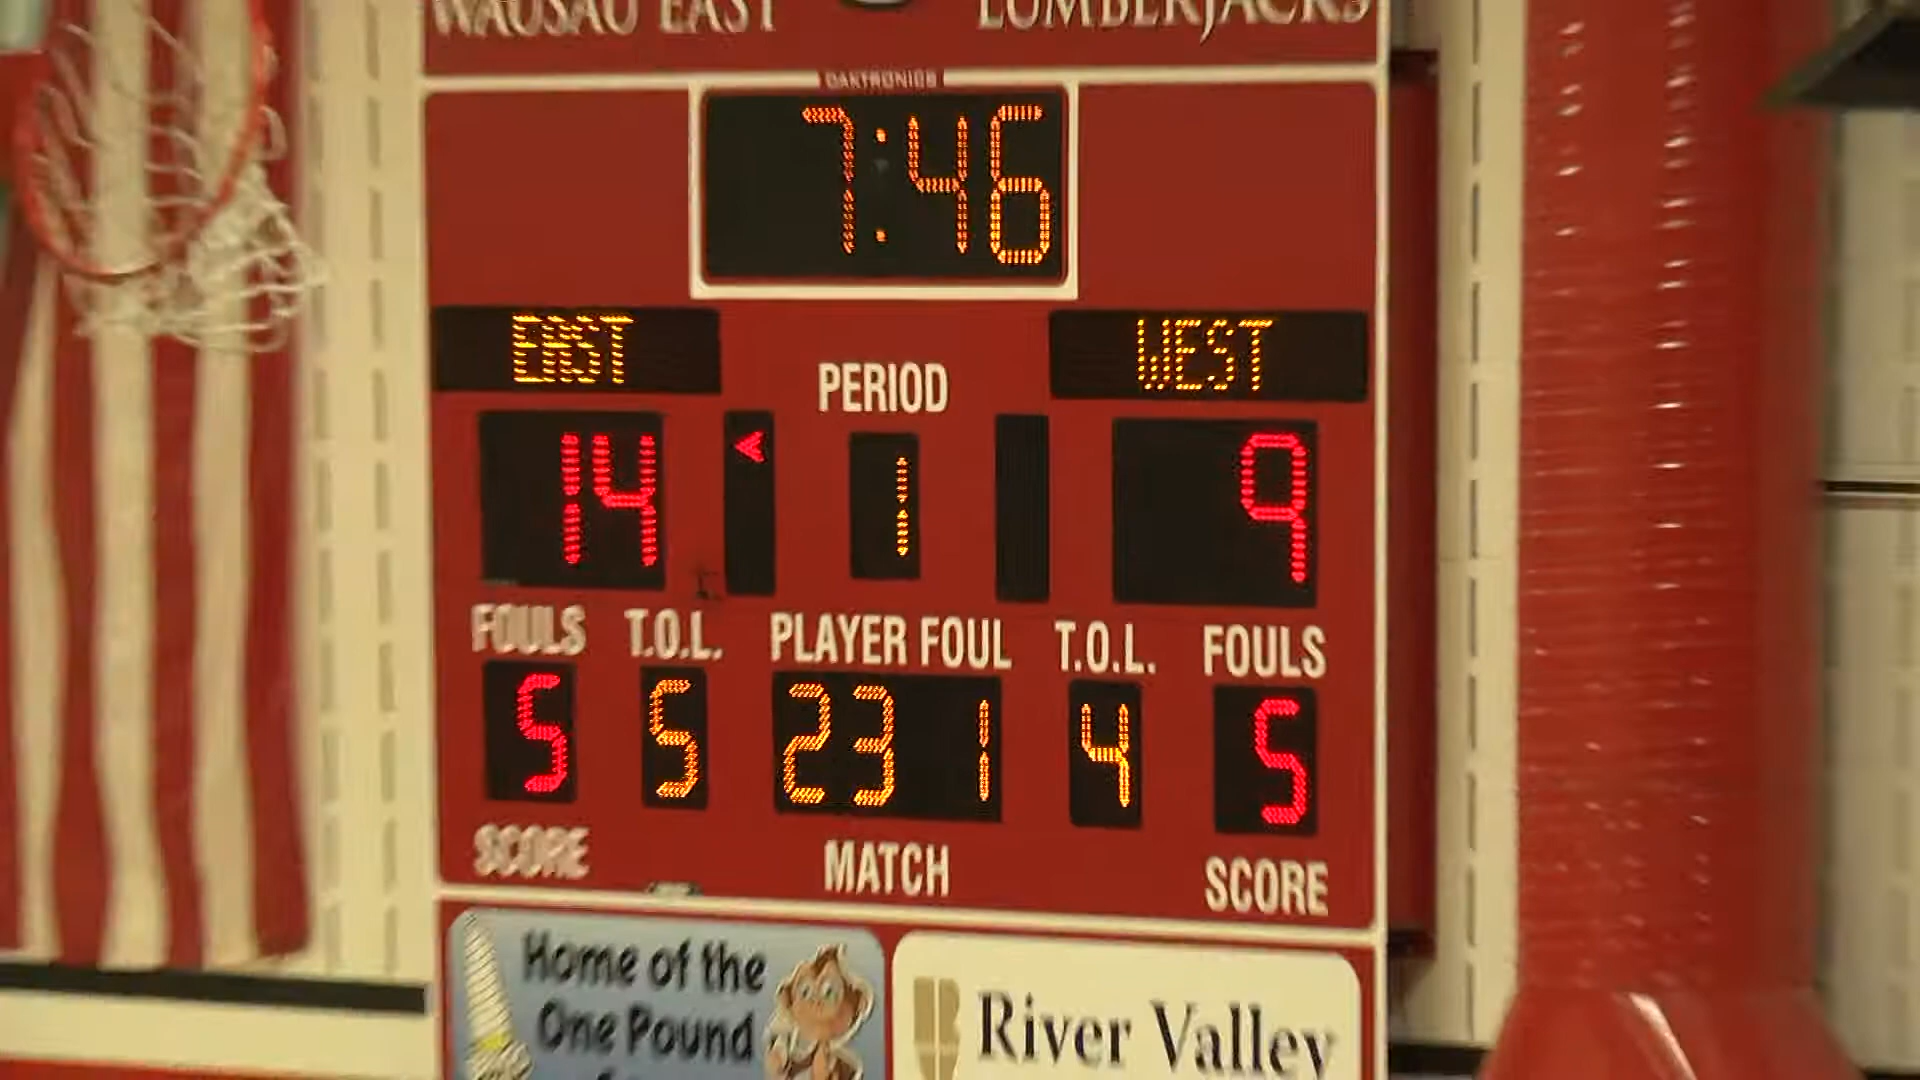 WAUSAU EAST LUMBERJACKS
DAKTRONICS
7:46
EAST WEST
PERIOD
14 1 9
FOULS T.O.L. PLAYER FOUL T.O.L. FOULS
5 5 23 1 4 5
SCORE MATCH SCORE
Home of the
One Pound
River Valley